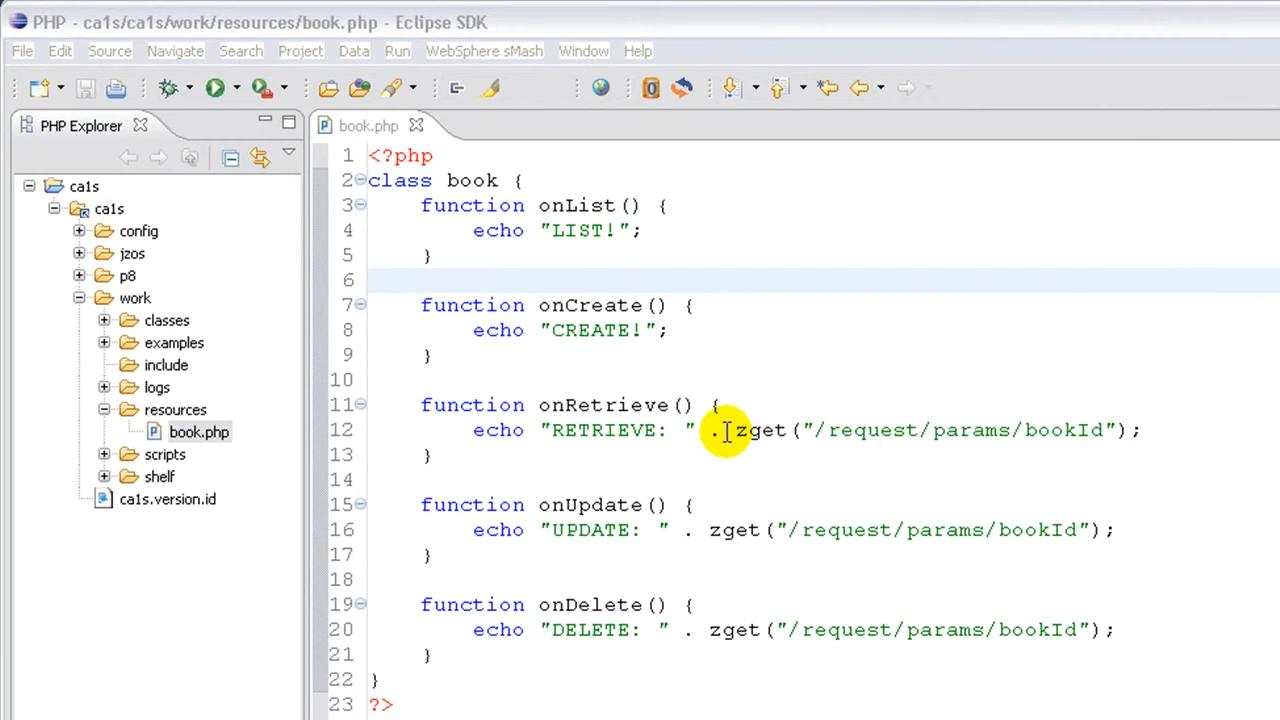 PHP - ca1s/ca1s/work/resources/book.php - Eclipse SDK
File Edit Source Navigate Search Project Data Run WebSphere sMash Window Help
PHP Explorer
book.php
ca1s
ca1s
config
jzos
p8
work
classes
examples
include
logs
resources
book.php
scripts
shelf
ca1s.version.id
1 <?php
2 class book {
3 function onList() {
4 echo "LIST!";
5 }
6
7 function onCreate() {
8 echo "CREATE!";
9 }
10
11 function onRetrieve() {
12 echo "RETRIEVE: " . zget("/request/params/bookId");
13 }
14
15 function onUpdate() {
16 echo "UPDATE: " . zget("/request/params/bookId");
17 }
18
19 function onDelete() {
20 echo "DELETE: " . zget("/request/params/bookId");
21 }
22 }
23 ?>